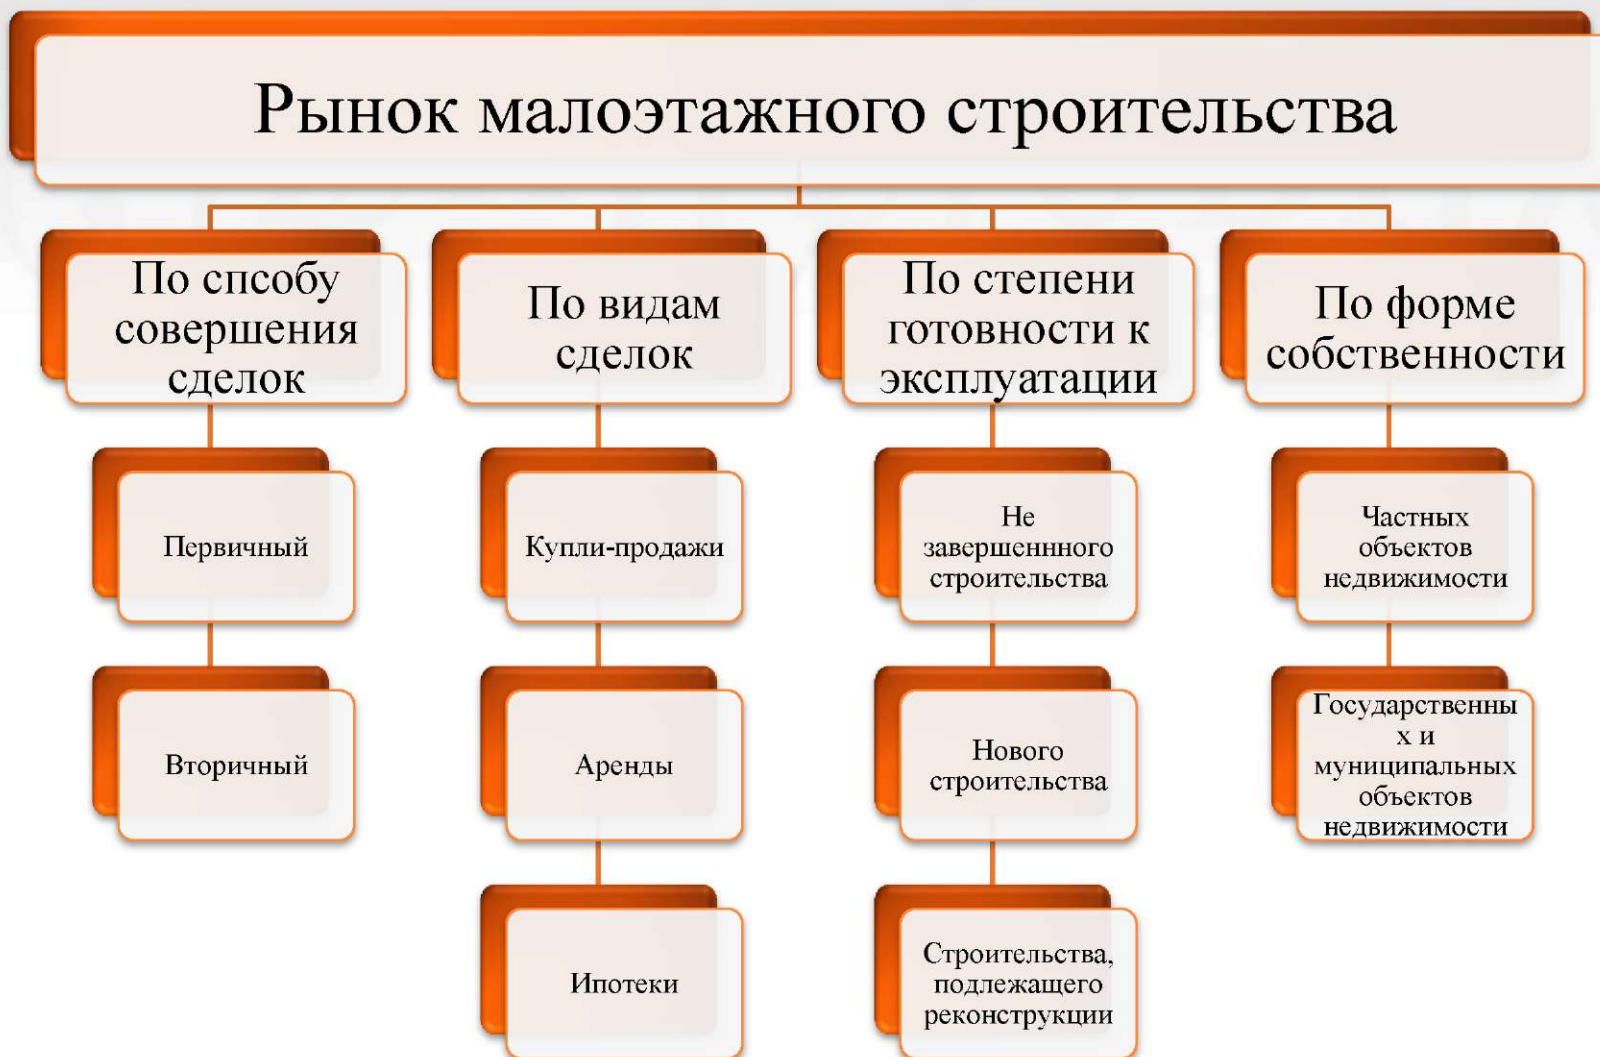 Рынок малоэтажного строительства
По спсобу
совершения
сделок
По видам
сделок
По степени
готовности к
эксплуатации
По форме
собственности
Первичный
Купли-продажи
Не
завершеннного
строительства
Частных
объектов
недвижимости
Вторичный
Аренды
Нового
строительства
Государственны
х и
муниципальных
объектов
недвижимости
Ипотеки
Строительства,
подлежащего
реконструкции